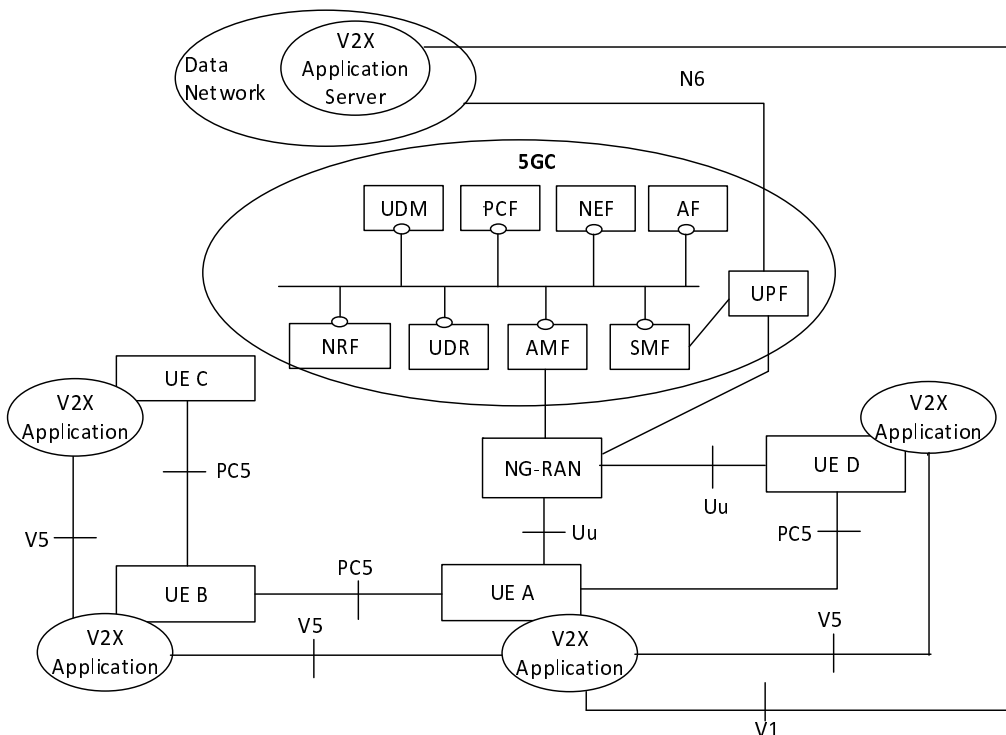 V2X
Application
Server
Data
Network
N6
5GC
UDM
PCF
NEF
AF
UPF
NRF
UDR
AMF
SMF
UE C
V2X
Application
V2X
Application
NG-RAN
UE D
PC5
Uu
V5
Uu
PC5
PC5
UE B
UE A
V5
V5
V2X
Application
V2X
Application
V1